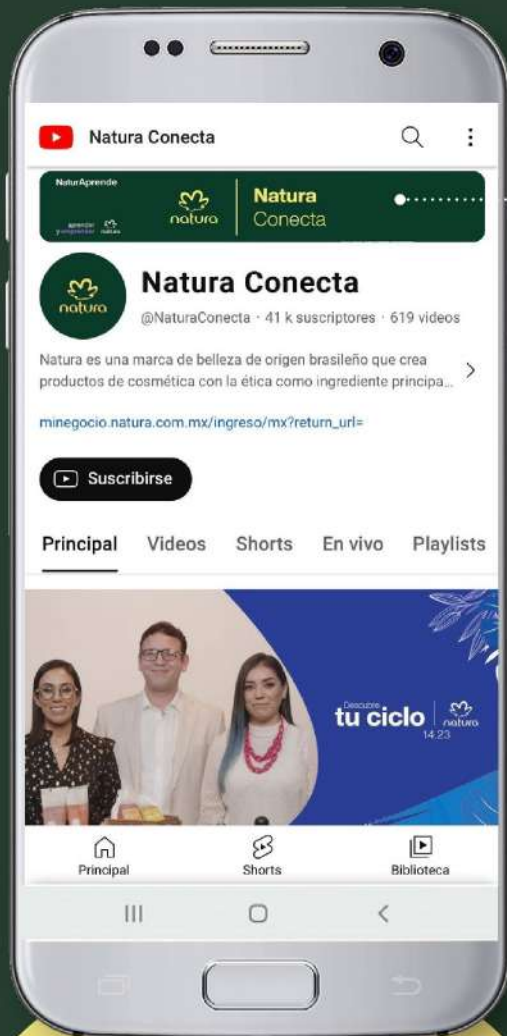 Natura Conecta
NaturAprende
natura
Natura
Conecta
aprender
y emprender natura
natura
Natura Conecta
@NaturaConecta · 41 k suscriptores · 619 videos
Natura es una marca de belleza de origen brasileño que crea
productos de cosmética con la ética como ingrediente principa...
minegocio.natura.com.mx/ingreso/mx?return_url=
Suscribirse
Principal Videos Shorts En vivo Playlists
Descubre
tu ciclo natura
14.23
Principal Shorts Biblioteca